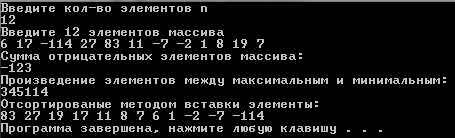 Введите кол-во элементов n
12
Введите 12 элементов массива
6 17 -114 27 83 11 -7 -2 1 8 19 7
Сумма отрицательных элементов массива:
-123
Произведение элементов между максимальным и минимальным:
345114
Отсортированые методом вставки элементы:
83 27 19 17 11 8 7 6 1 -2 -7 -114
Программа завершена, нажмите любую клавишу . . .